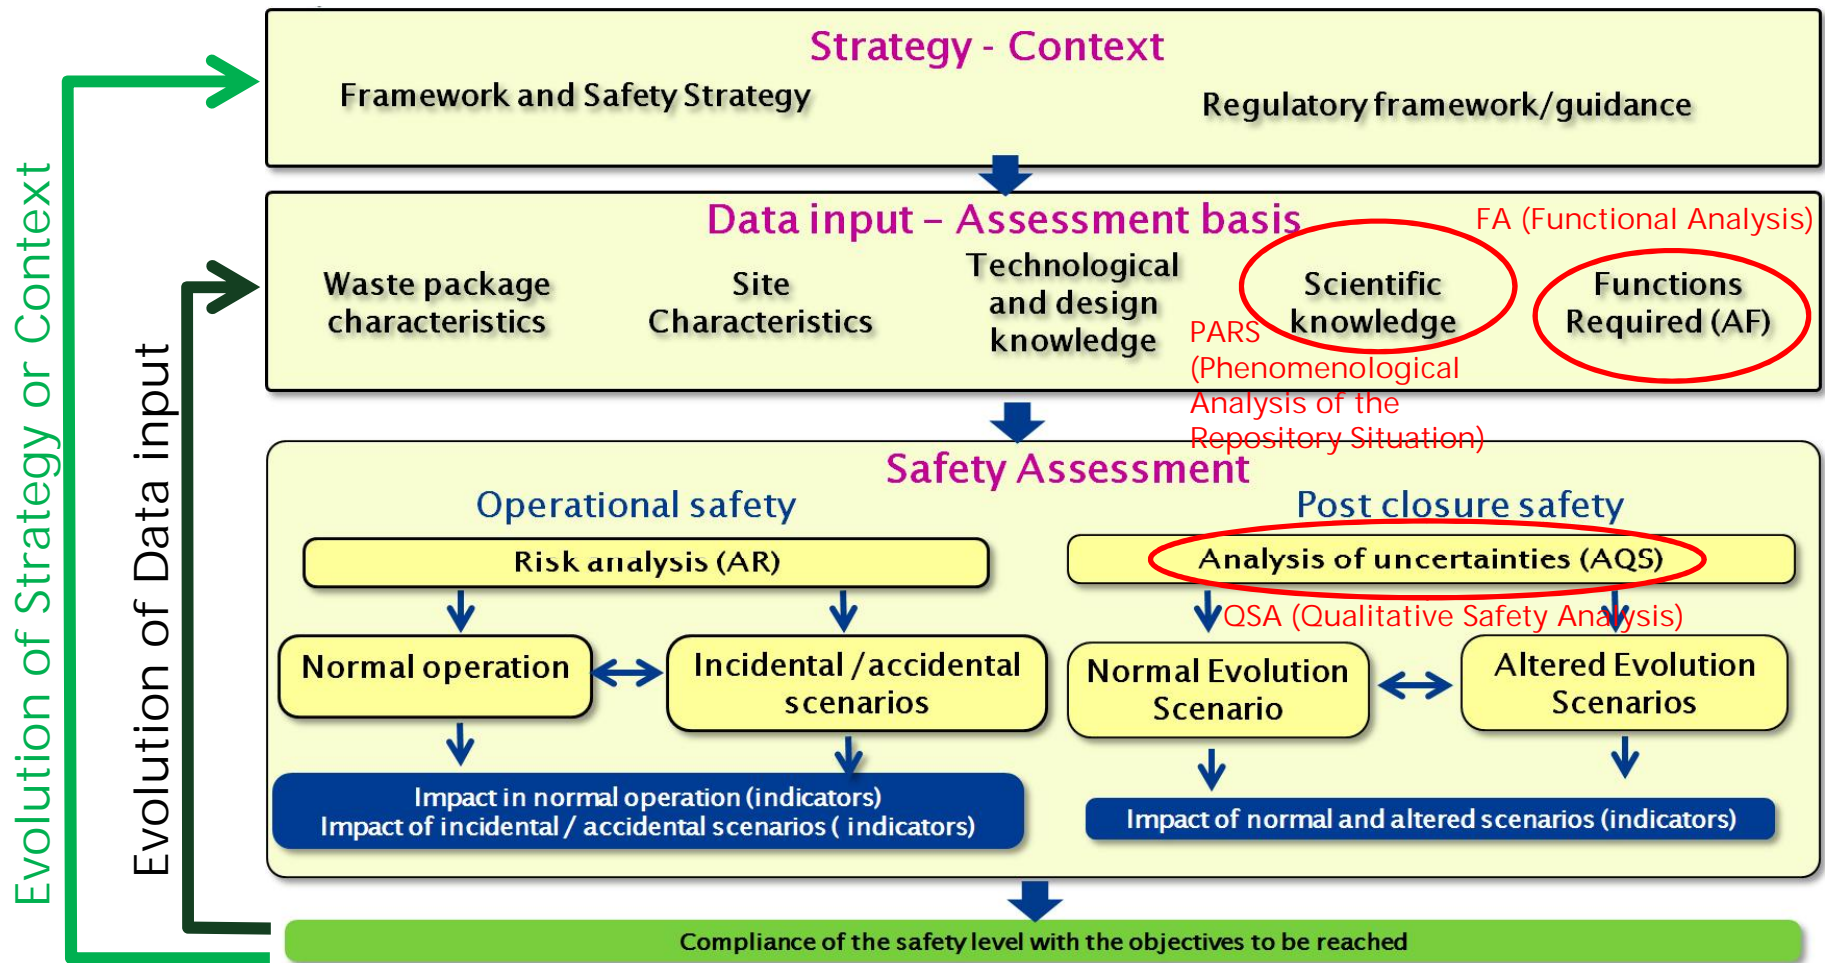 Strategy - Context
Framework and Safety Strategy
Regulatory framework/guidance
Data input – Assessment basis
FA (Functional Analysis)
Waste package
characteristics
Site
Characteristics
Technological
and design
knowledge
Scientific
knowledge
Functions
Required (AF)
PARS
(Phenomenological
Analysis of the
Repository Situation)
Safety Assessment
Operational safety
Post closure safety
Risk analysis (AR)
Analysis of uncertainties (AQS)
QSA (Qualitative Safety Analysis)
Normal operation
Incidental /accidental
scenarios
Normal Evolution
Scenario
Altered Evolution
Scenarios
Impact in normal operation (indicators)
Impact of incidental / accidental scenarios ( indicators)
Impact of normal and altered scenarios (indicators)
Compliance of the safety level with the objectives to be reached
Evolution of Strategy or Context
Evolution of Data input